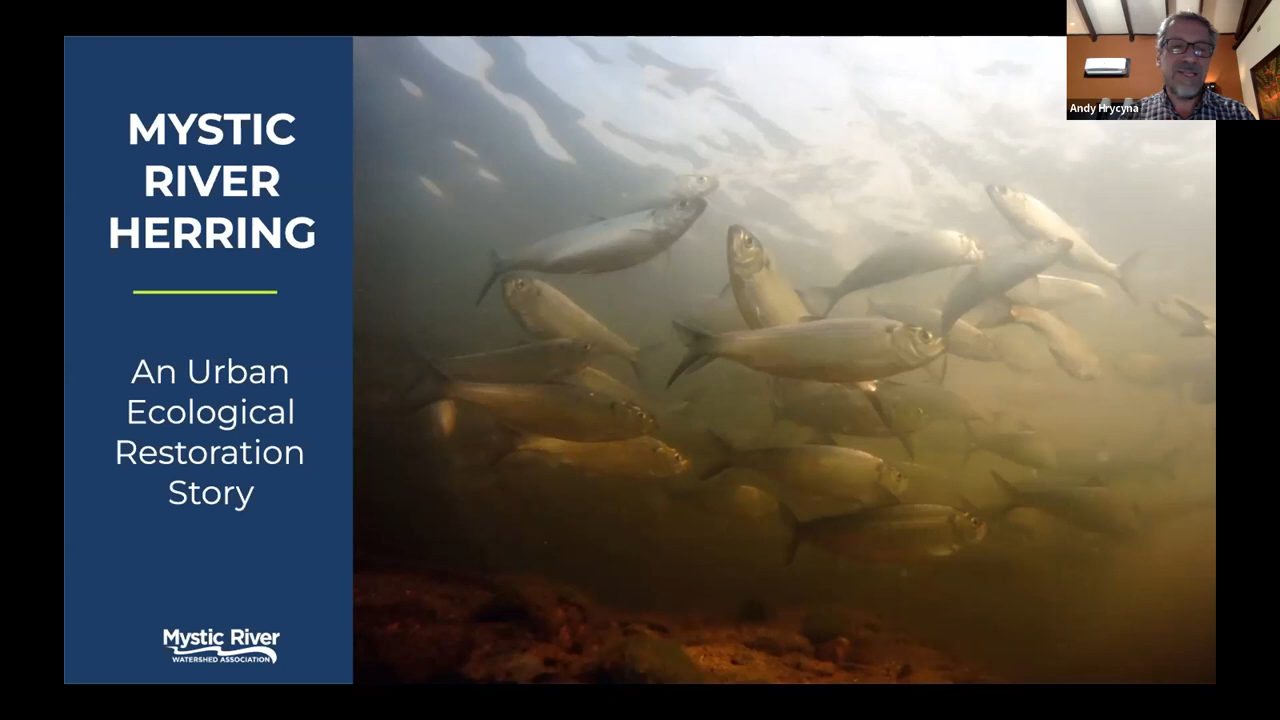 MYSTIC
RIVER
HERRING
An Urban
Ecological
Restoration
Story
Mystic River
WATERSHED ASSOCIATION
Andy Hrycyna